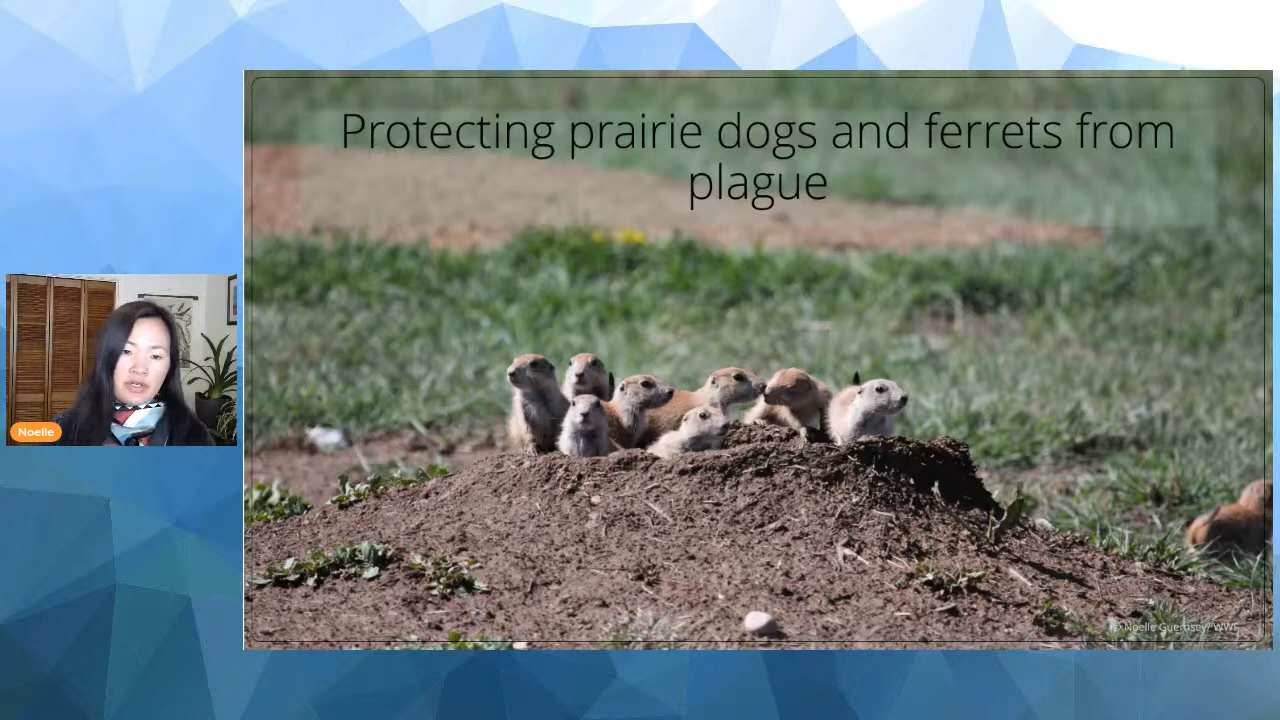 Protecting prairie dogs and ferrets from
plague
Noelle
© Noelle Guernsey/ WWF